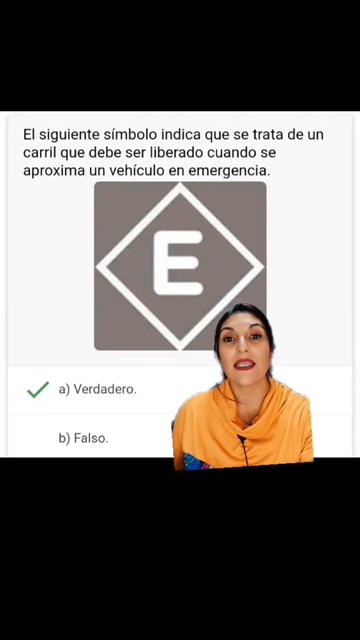 El siguiente símbolo indica que se trata de un
carril que debe ser liberado cuando se
aproxima un vehículo en emergencia.
E
a) Verdadero.
b) Falso.